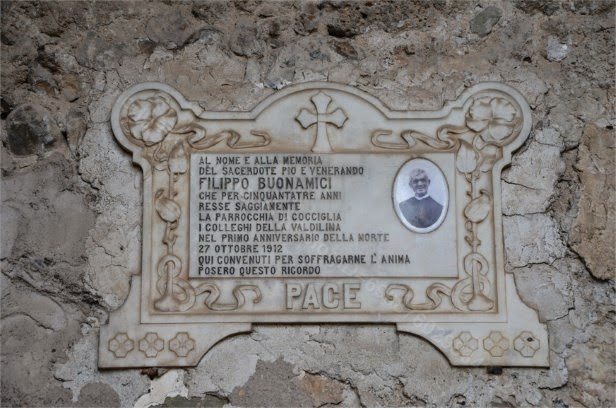 AL NOME E ALLA MEMORIA
DEL SACERDOTE PIO E VENERANDO
FILIPPO BUONAMICI
CHE PER CINQUANTATRE ANNI
RESSE SAGGIAMENTE
LA PARROCCHIA DI COCCIGLIA
I COLLEGHI DELLA VALDILINA
NEL PRIMO ANNIVERSARIO DELLA MORTE
27 OTTOBRE 1912
QUI CONVENUTI PER SOFFRAGARNE L'ANIMA
POSERO QUESTO RICORDO
PACE